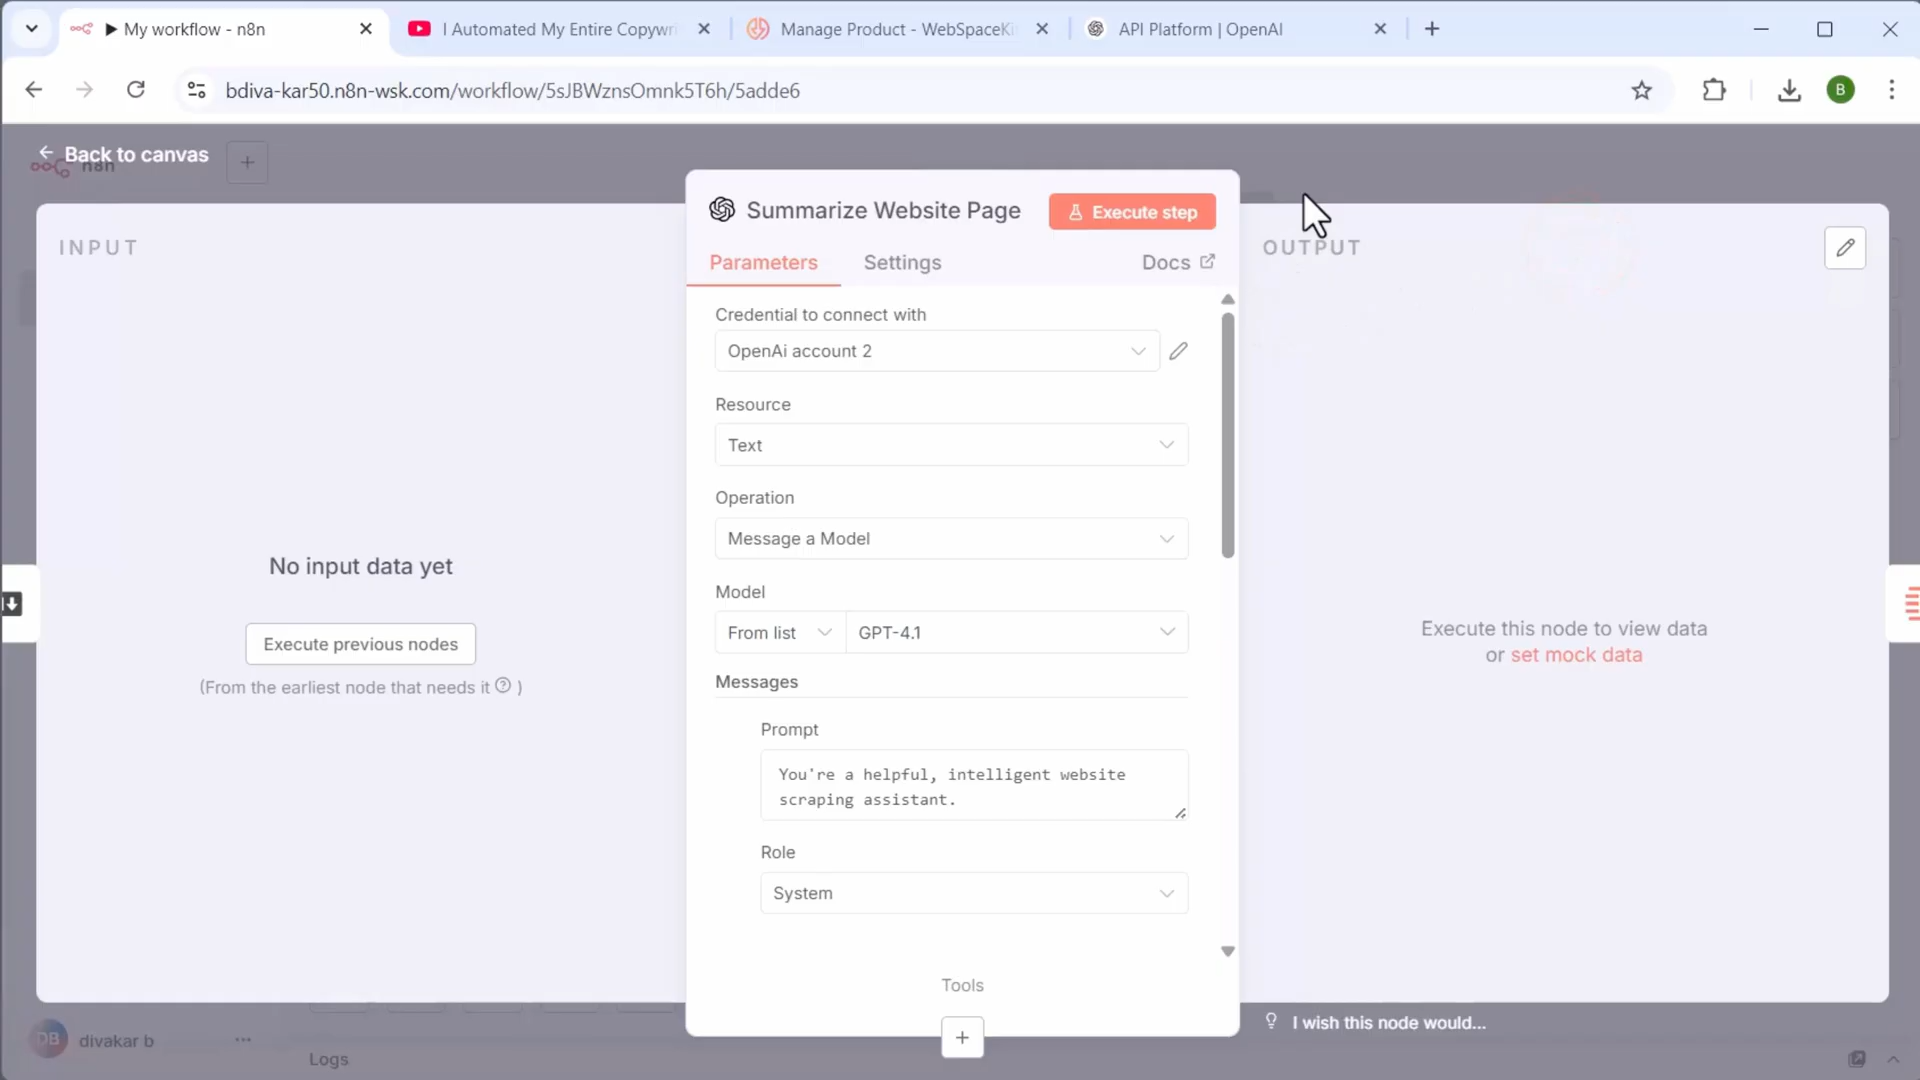 My workflow - n8n
I Automated My Entire Copywri
Manage Product - WebSpaceKi
API Platform | OpenAI
bdiva-kar50.n8n-wsk.com/workflow/5sJBWznsOmnk5T6h/5adde6
B
Back to canvas
n8n
Summarize Website Page
Execute step
INPUT
OUTPUT
Parameters
Settings
Docs
Credential to connect with
OpenAi account 2
Resource
Text
Operation
Message a Model
No input data yet
Model
From list
GPT-4.1
Execute previous nodes
(From the earliest node that needs it ? )
Execute this node to view data
or set mock data
Messages
Prompt
You're a helpful, intelligent website
scraping assistant.
Role
System
Tools
I wish this node would...
DB
divakar b
Logs